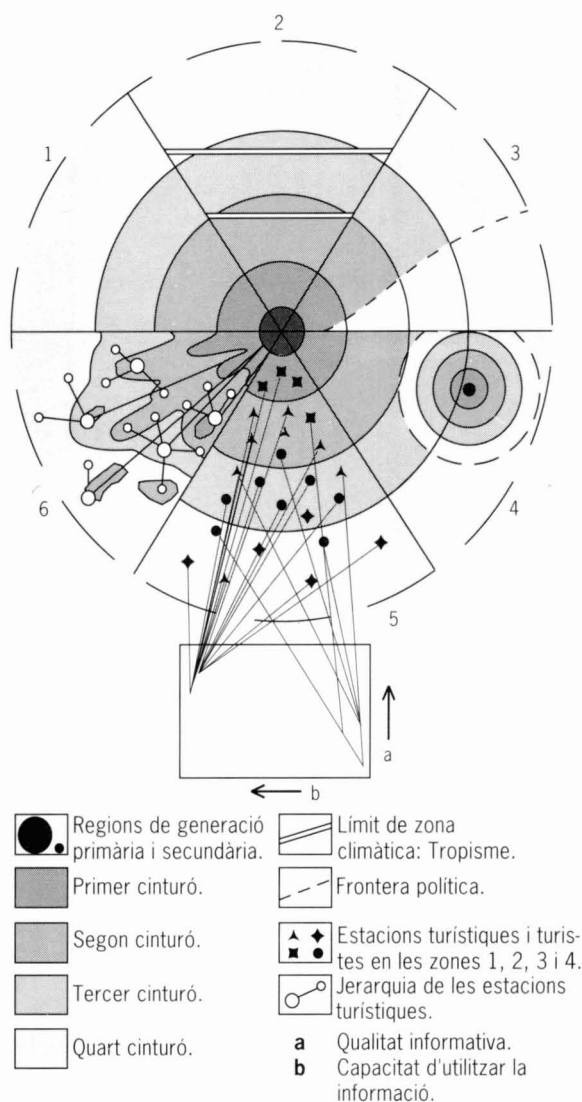 2
1
3
6
4
5
a
b
Regions de generació
primària i secundària.
Primer cinturó.
Segon cinturó.
Tercer cinturó.
Quart cinturó.
Límit de zona
climàtica: Tropisme.
Frontera política.
Estacions turístiques i turis-
tes en les zones 1, 2, 3 i 4.
Jerarquia de les estacions
turístiques.
a Qualitat informativa.
b Capacitat d'utilitzar la
informació.